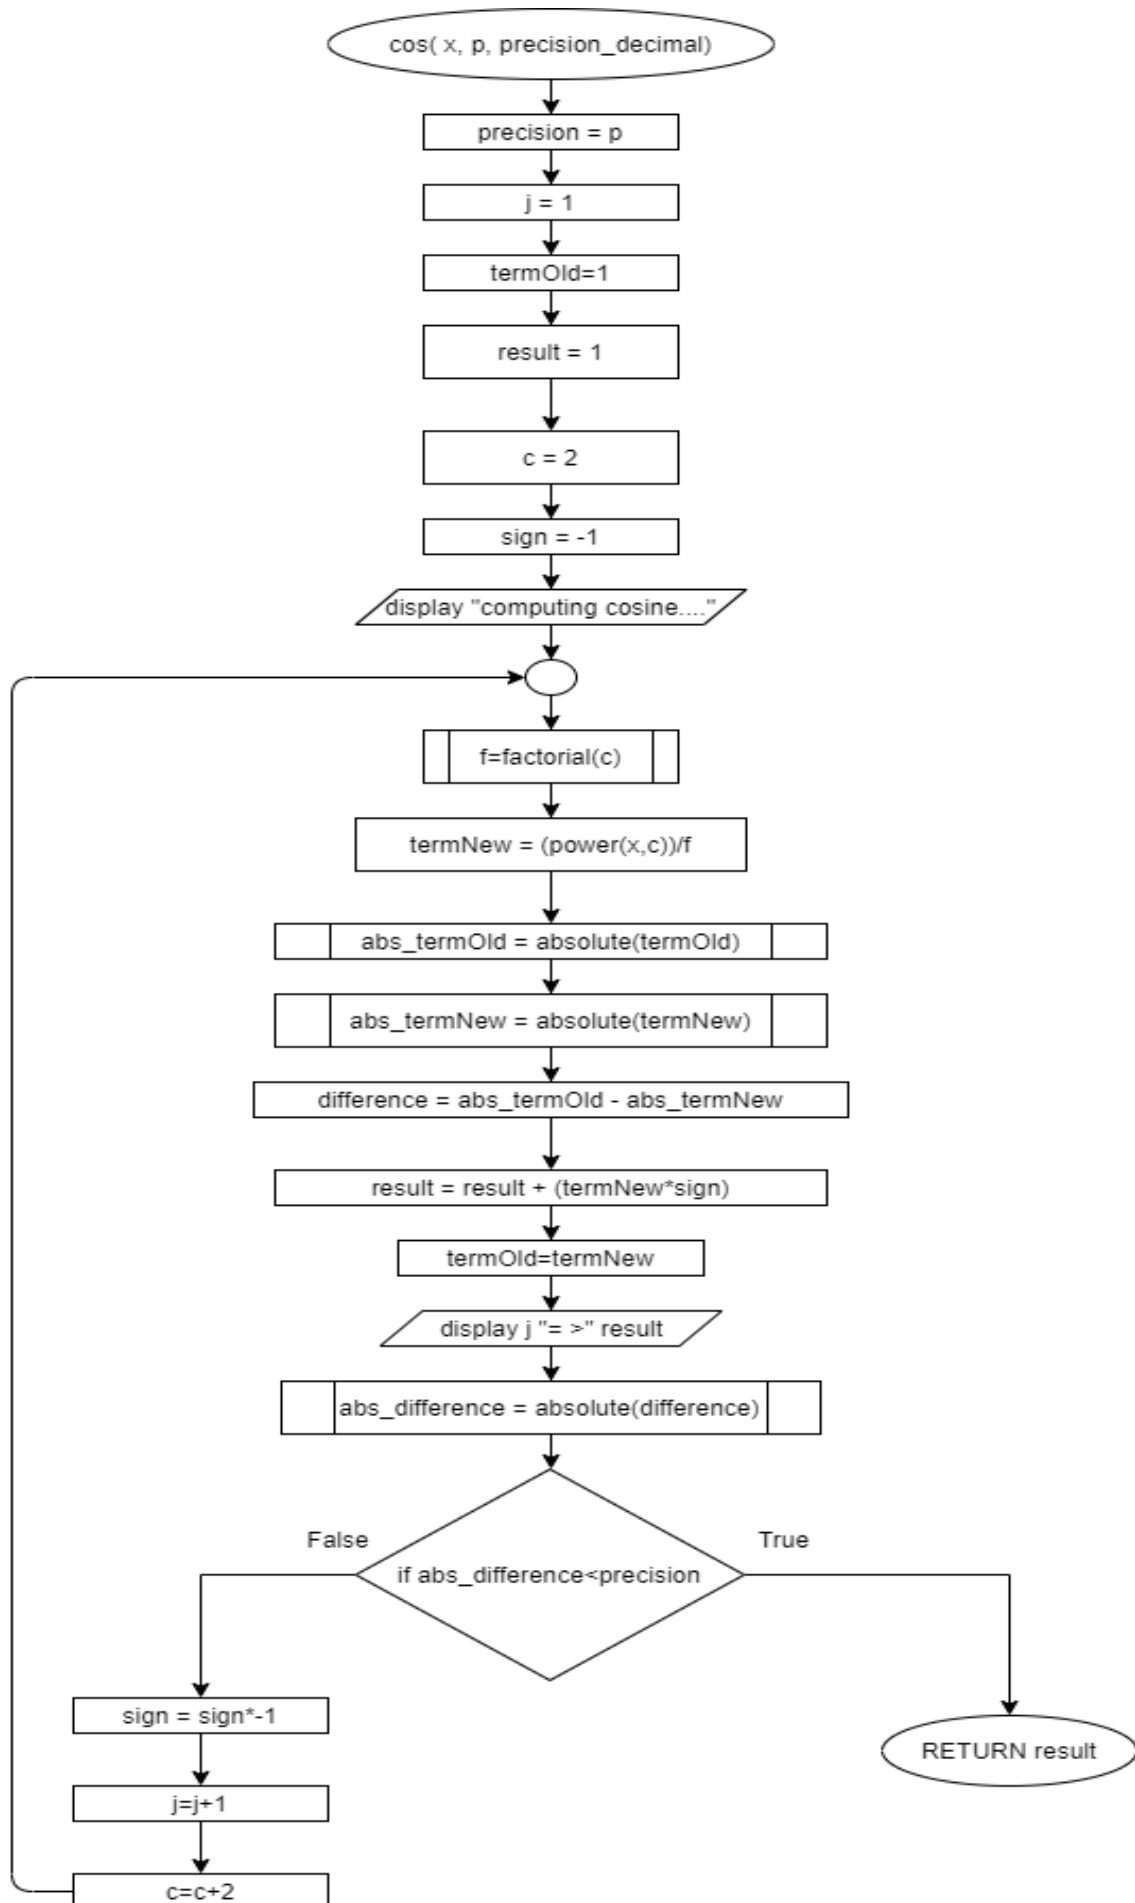 cos( x, p, precision_decimal)
precision = p
j = 1
termOld=1
result = 1
c = 2
sign = -1
display "computing cosine...."
f=factorial(c)
termNew = (power(x,c))/f
abs_termOld = absolute(termOld)
abs_termNew = absolute(termNew)
difference = abs_termOld - abs_termNew
result = result + (termNew*sign)
termOld=termNew
display j "= >" result
abs_difference = absolute(difference)
False
True
if abs_difference<precision
sign = sign*-1
RETURN result
j=j+1
c=c+2